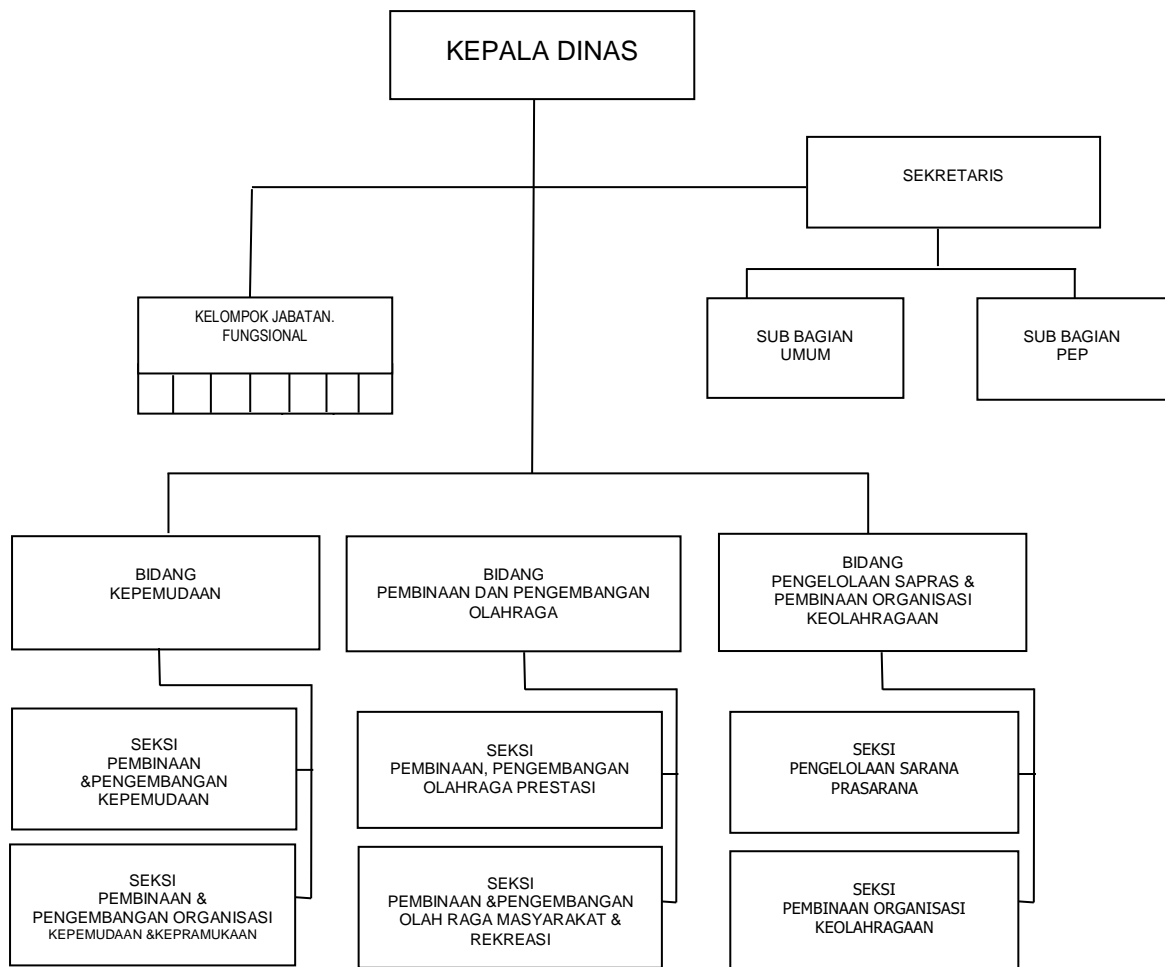 KEPALA DINAS
SEKRETARIS
KELOMPOK JABATAN.
FUNGSIONAL
SUB BAGIAN
UMUM
SUB BAGIAN
PEP
BIDANG
KEPEMUDAAN
BIDANG
PEMBINAAN DAN PENGEMBANGAN
OLAHRAGA
BIDANG
PENGELOLAAN SAPRAS &
PEMBINAAN ORGANISASI
KEOLAHRAGAAN
SEKSI
PEMBINAAN
&PENGEMBANGAN
KEPEMUDAAN
SEKSI
PEMBINAAN, PENGEMBANGAN
OLAHRAGA PRESTASI
SEKSI
PENGELOLAAN SARANA
PRASARANA
SEKSI
PEMBINAAN &
PENGEMBANGAN ORGANISASI
KEPEMUDAAN &KEPRAMUKAAN
SEKSI
PEMBINAAN &PENGEMBANGAN
OLAH RAGA MASYARAKAT &
REKREASI
SEKSI
PEMBINAAN ORGANISASI
KEOLAHRAGAAN